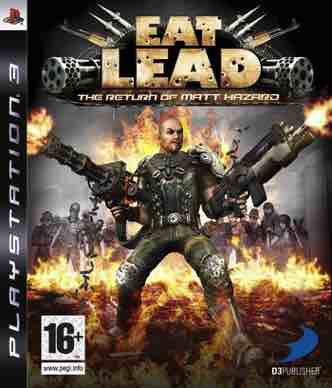 PLAYSTATION 3
EAT
LEAD
THE RETURN OF MATT HAZARD
16+
www.pegi.info
D3PUBLISHER